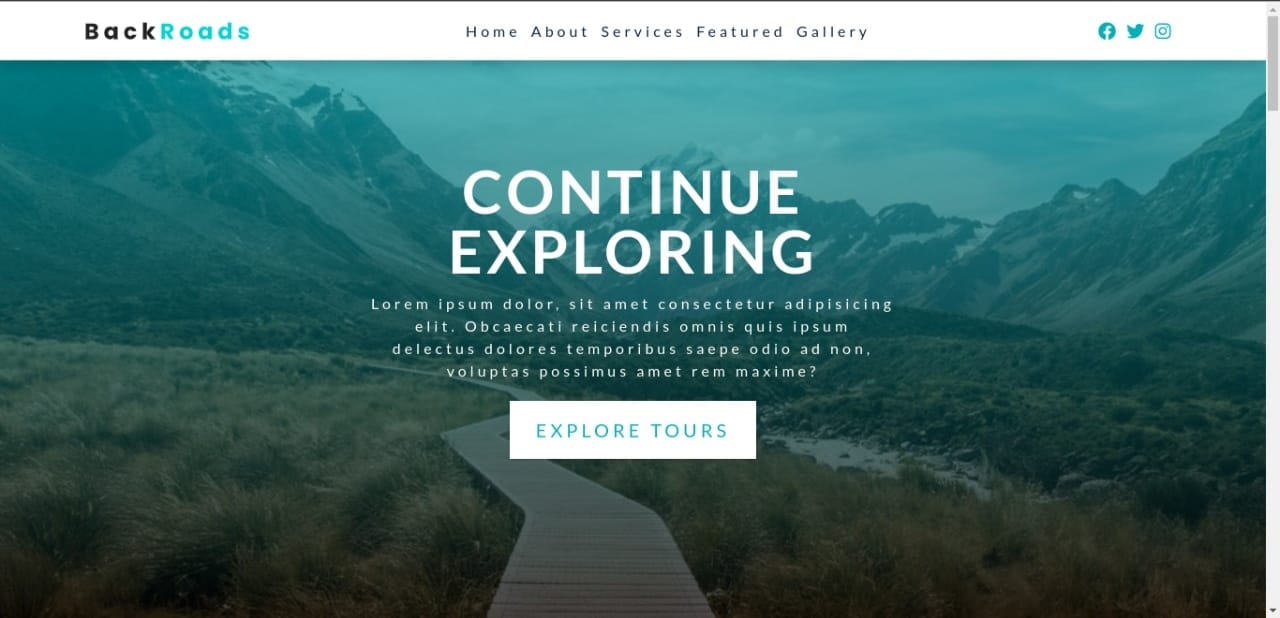 BackRoads
Home About Services Featured Gallery
CONTINUE
EXPLORING
Lorem ipsum dolor, sit amet consectetur adipisicing
elit. Obcaecati reiciendis omnis quis ipsum
delectus dolores temporibus saepe odio ad non,
voluptas possimus amet rem maxime?
EXPLORE TOURS